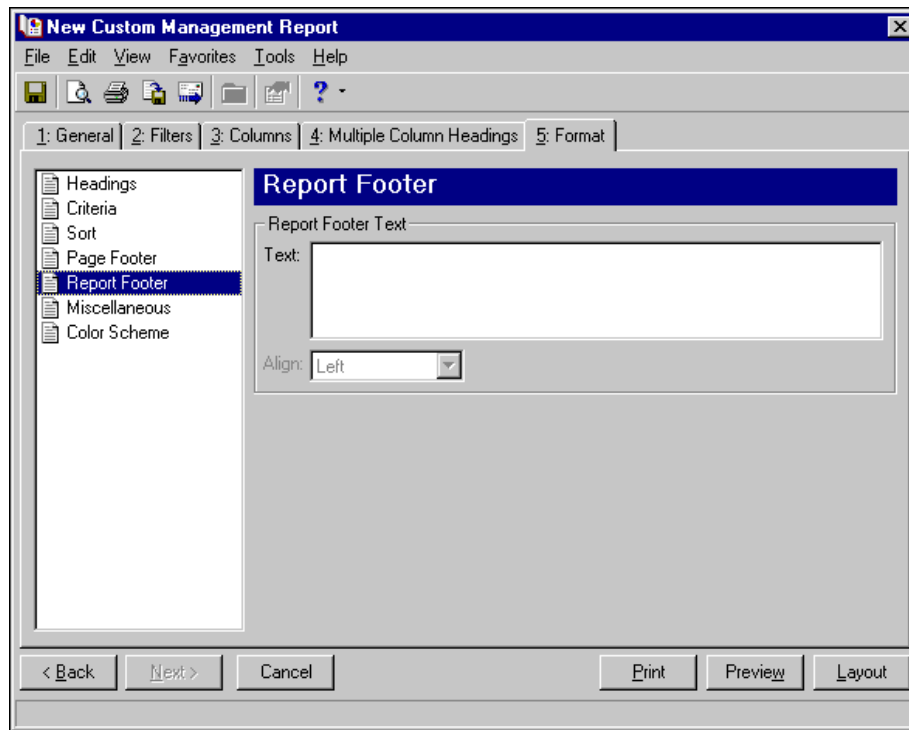 New Custom Management Report
File Edit View Favorites Tools Help
1: General 2: Filters 3: Columns 4: Multiple Column Headings 5: Format
Headings
Criteria
Sort
Page Footer
Report Footer
Miscellaneous
Color Scheme
Report Footer
Report Footer Text
Text:
Align: Left
< Back Next > Cancel Print Preview Layout